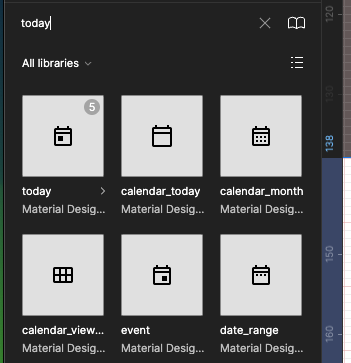 today
All libraries
5
today
calendar_today
calendar_month
Material Desig...
Material Desig...
Material Desig...
calendar_view...
event
date_range
Material Desig...
Material Desig...
Material Desig...
120
130
138
150
160